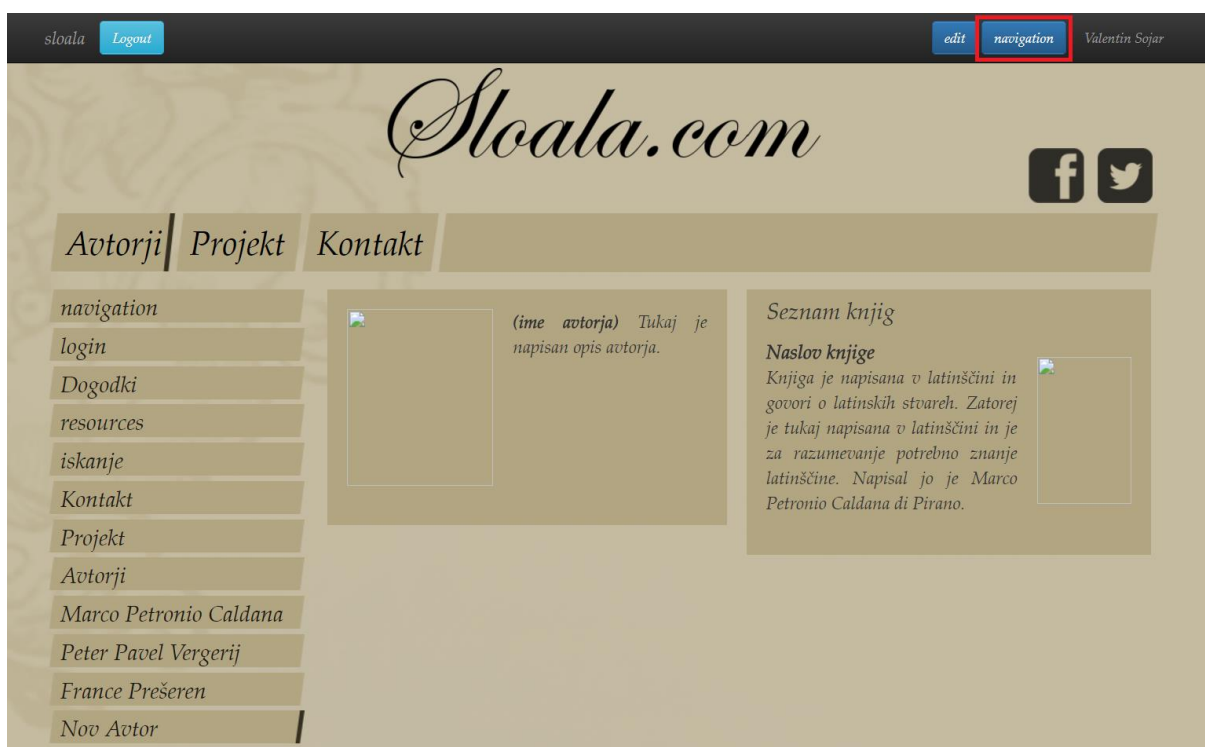 sloala Logout edit navigation Valentin Sojar
Sloala.com
f
Avtorji Projekt Kontakt
navigation
login
Dogodki
resources
iskanje
Kontakt
Projekt
Avtorji
Marco Petronio Caldana
Peter Pavel Vergerij
France Prešeren
Nov Avtor
(ime avtorja) Tukaj je
napisan opis avtorja.
Seznam knjig
Naslov knjige
Knjiga je napisana v latinščini in
govori o latinskih stvareh. Zatorej
je tukaj napisana v latinščini in je
za razumevanje potrebno znanje
latinščine. Napisal jo je Marco
Petronio Caldana di Pirano.